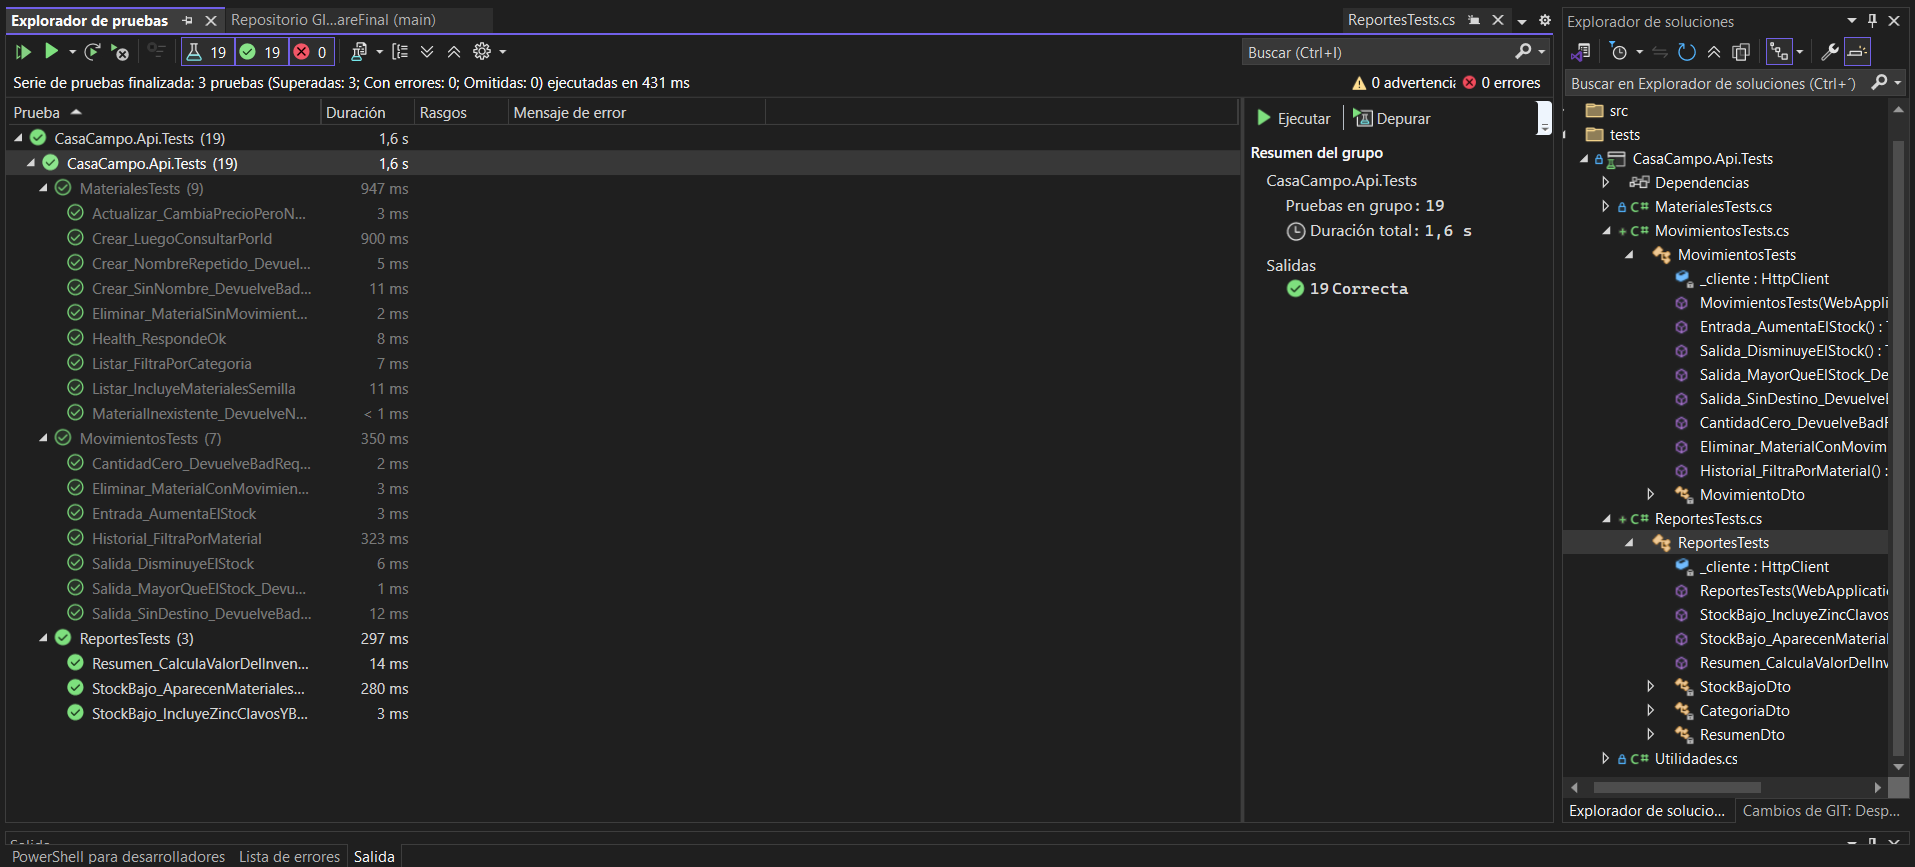 Explorador de pruebas
Repositorio GI...areFinal (main)
ReportesTests.cs
19 19 0
Buscar (Ctrl+I)
Serie de pruebas finalizada: 3 pruebas (Superadas: 3; Con errores: 0; Omitidas: 0) ejecutadas en 431 ms
0 advertencia 0 errores
Prueba Duración Rasgos Mensaje de error
CasaCampo.Api.Tests (19) 1,6 s
CasaCampo.Api.Tests (19) 1,6 s
MaterialesTests (9) 947 ms
Actualizar_CambiaPrecioPeroN... 3 ms
Crear_LuegoConsultarPorId 900 ms
Crear_NombreRepetido_Devuel... 5 ms
Crear_SinNombre_DevuelveBad... 11 ms
Eliminar_MaterialSinMovimient... 2 ms
Health_RespondeOk 8 ms
Listar_FiltraPorCategoria 7 ms
Listar_IncluyeMaterialesSemilla 11 ms
MaterialInexistente_DevuelveN... < 1 ms
MovimientosTests (7) 350 ms
CantidadCero_DevuelveBadReq... 2 ms
Eliminar_MaterialConMovimien... 3 ms
Entrada_AumentaElStock 3 ms
Historial_FiltraPorMaterial 323 ms
Salida_DisminuyeElStock 6 ms
Salida_MayorQueElStock_Devu... 1 ms
Salida_SinDestino_DevuelveBad... 12 ms
ReportesTests (3) 297 ms
Resumen_CalculaValorDelInven... 14 ms
StockBajo_AparecenMateriales... 280 ms
StockBajo_IncluyeZincClavosYB... 3 ms
Ejecutar Depurar
Resumen del grupo
CasaCampo.Api.Tests
Pruebas en grupo: 19
Duración total: 1,6 s
Salidas
19 Correcta
Explorador de soluciones
Buscar en Explorador de soluciones (Ctrl+´)
src
tests
CasaCampo.Api.Tests
Dependencias
C# MaterialesTests.cs
+ C# MovimientosTests.cs
MovimientosTests
_cliente : HttpClient
MovimientosTests(WebAppli
Entrada_AumentaElStock() : T
Salida_DisminuyeElStock() : T
Salida_MayorQueElStock_De
Salida_SinDestino_Devuelvel
CantidadCero_DevuelveBadF
Eliminar_MaterialConMovim
Historial_FiltraPorMaterial() :
MovimientoDto
+ C# ReportesTests.cs
ReportesTests
_cliente : HttpClient
ReportesTests(WebApplicatio
StockBajo_IncluyeZincClavos
StockBajo_AparecenMaterial
Resumen_CalculaValorDelInv
StockBajoDto
CategoriaDto
ResumenDto
C# Utilidades.cs
Explorador de solucio...
Cambios de GIT: Desp...
Salida
PowerShell para desarrolladores Lista de errores Salida